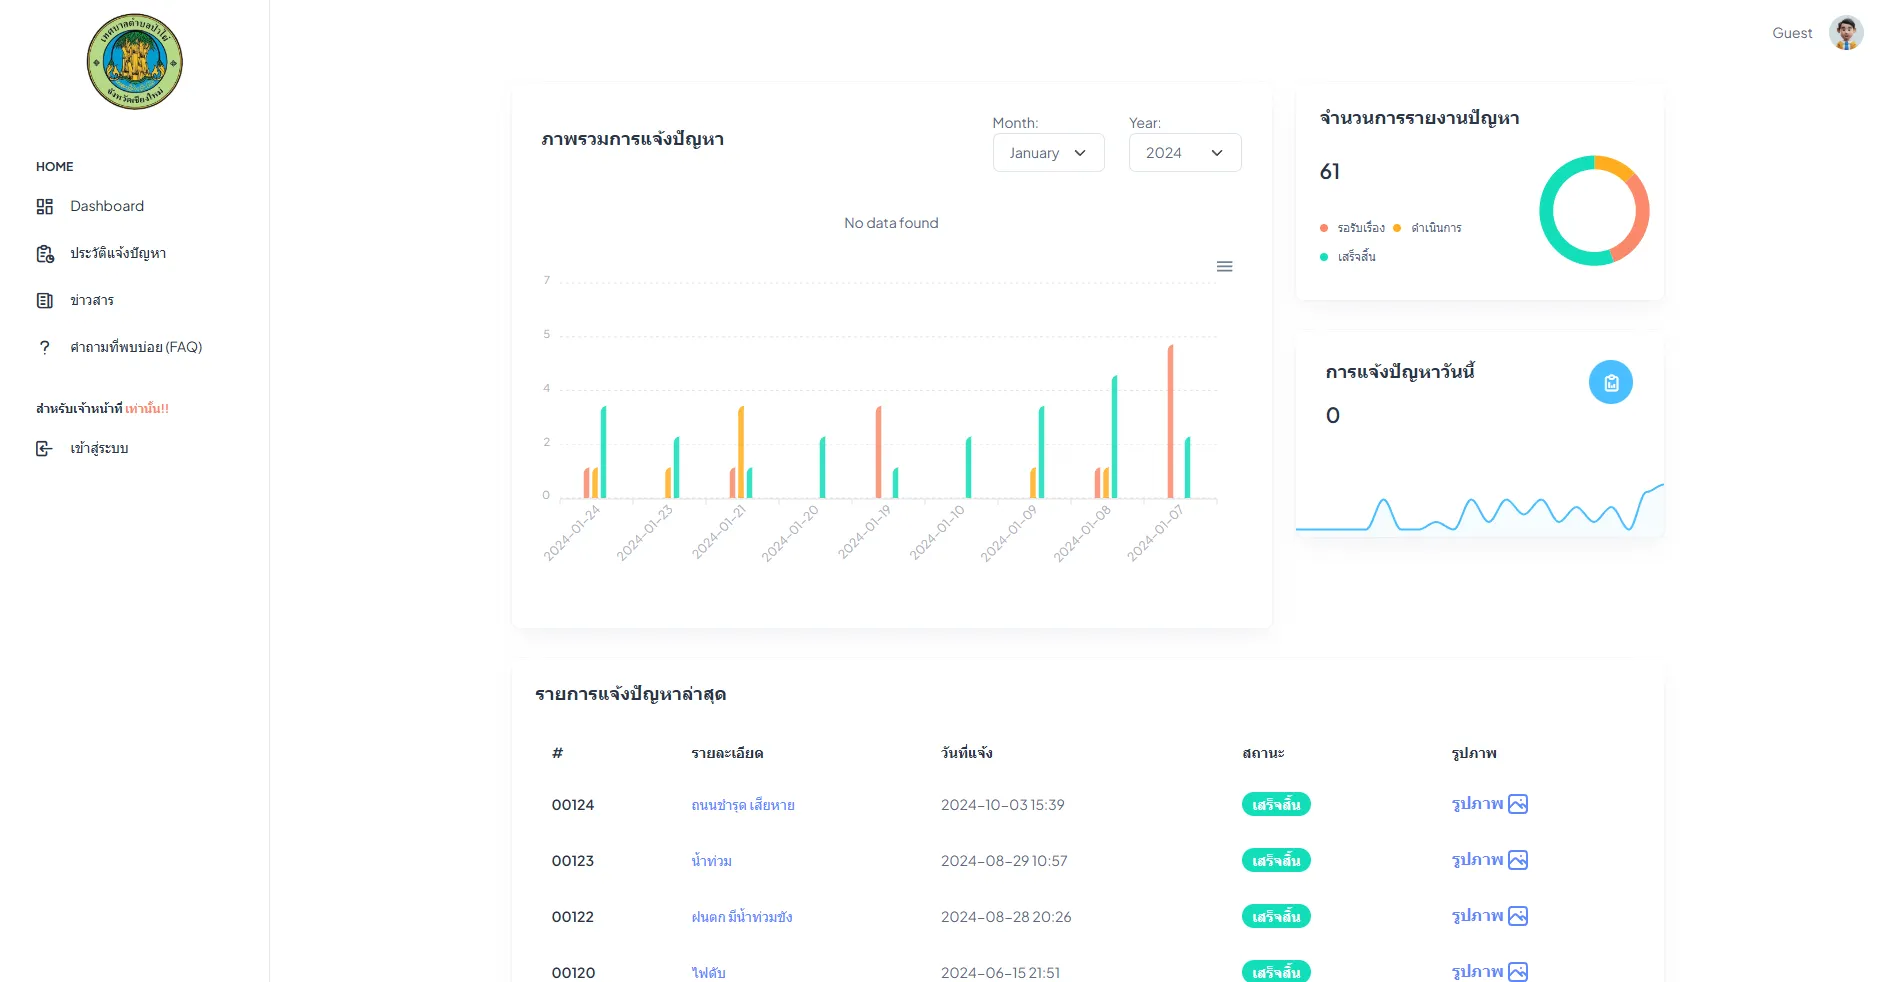 เทศบาลตำบลป่าไผ่
จังหวัดเชียงใหม่
Guest
HOME
Dashboard
ประวัติแจ้งปัญหา
ข่าวสาร
คำถามที่พบบ่อย (FAQ)
สำหรับเจ้าหน้าที่ เท่านั้น!!
เข้าสู่ระบบ
ภาพรวมการแจ้งปัญหา
Month:
January
Year:
2024
No data found
7
5
4
2
0
2024-01-24
2024-01-23
2024-01-21
2024-01-20
2024-01-19
2024-01-10
2024-01-09
2024-01-08
2024-01-07
จำนวนการรายงานปัญหา
61
รอรับเรื่อง ดำเนินการ
เสร็จสิ้น
การแจ้งปัญหาวันนี้
0
รายการแจ้งปัญหาล่าสุด
# รายละเอียด วันที่แจ้ง สถานะ รูปภาพ
00124 ถนนชำรุด เสียหาย 2024-10-03 15:39 เสร็จสิ้น รูปภาพ
00123 น้ำท่วม 2024-08-29 10:57 เสร็จสิ้น รูปภาพ
00122 ฝนตก มีน้ำท่วมขัง 2024-08-28 20:26 เสร็จสิ้น รูปภาพ
00120 ไฟดับ 2024-06-15 21:51 เสร็จสิ้น รูปภาพ